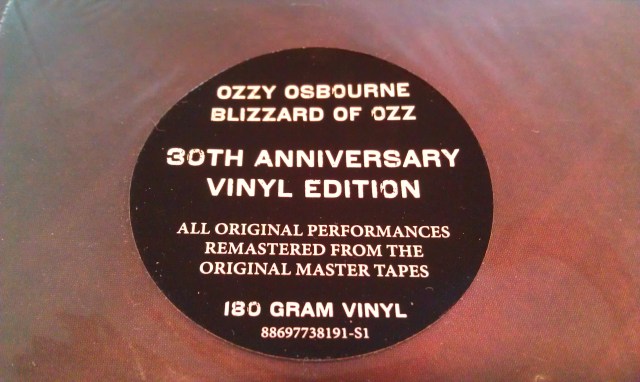 OZZY OSBOURNE
BLIZZARD OF OZZ
30TH ANNIVERSARY
VINYL EDITION
ALL ORIGINAL PERFORMANCES
REMASTERED FROM THE
ORIGINAL MASTER TAPES
180 GRAM VINYL
88697738191-S1